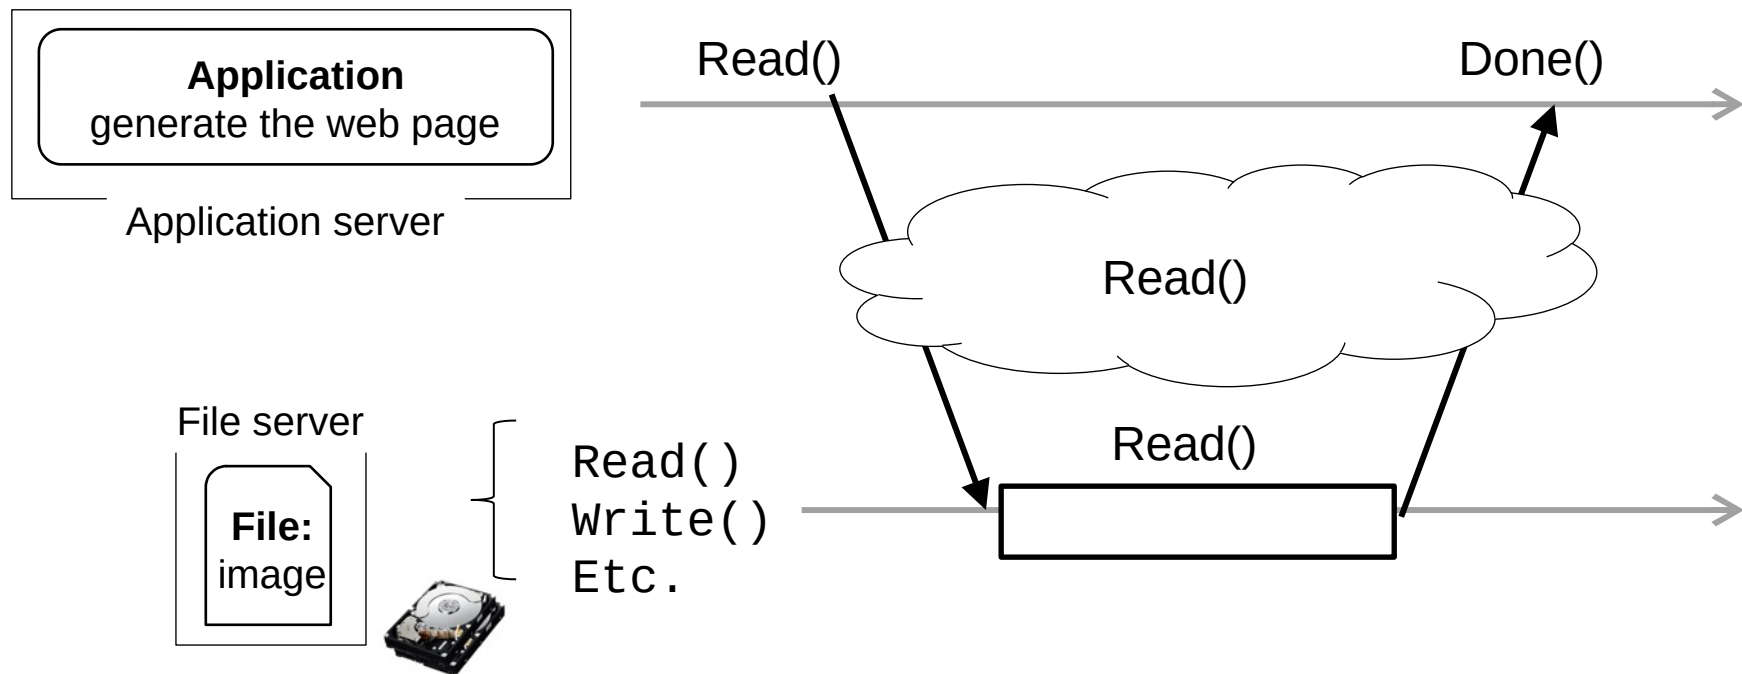 Application
generate the web page
Application server
Read()
Done()
Read()
File server
File:
image
Read()
Write()
Etc.
Read()